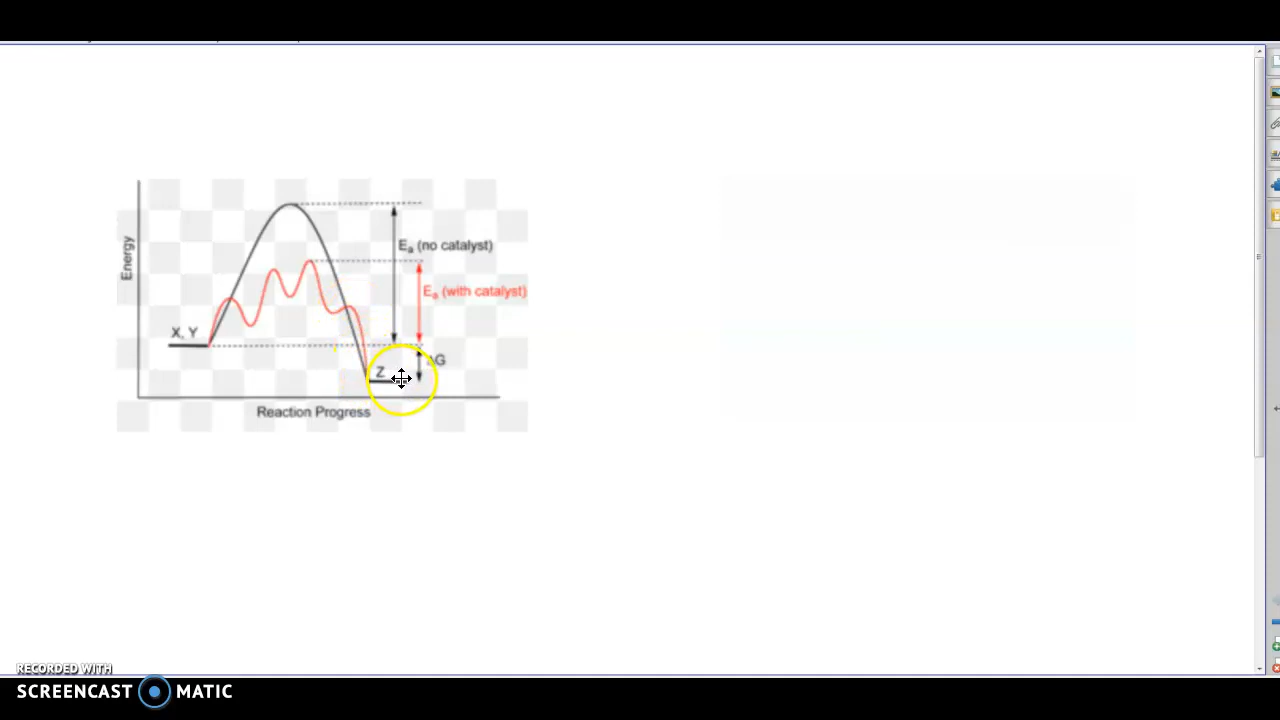 Energy
Ea (no catalyst)
Ea (with catalyst)
X, Y
Z
ΔG
Reaction Progress
RECORDED WITH
SCREENCAST MATIC